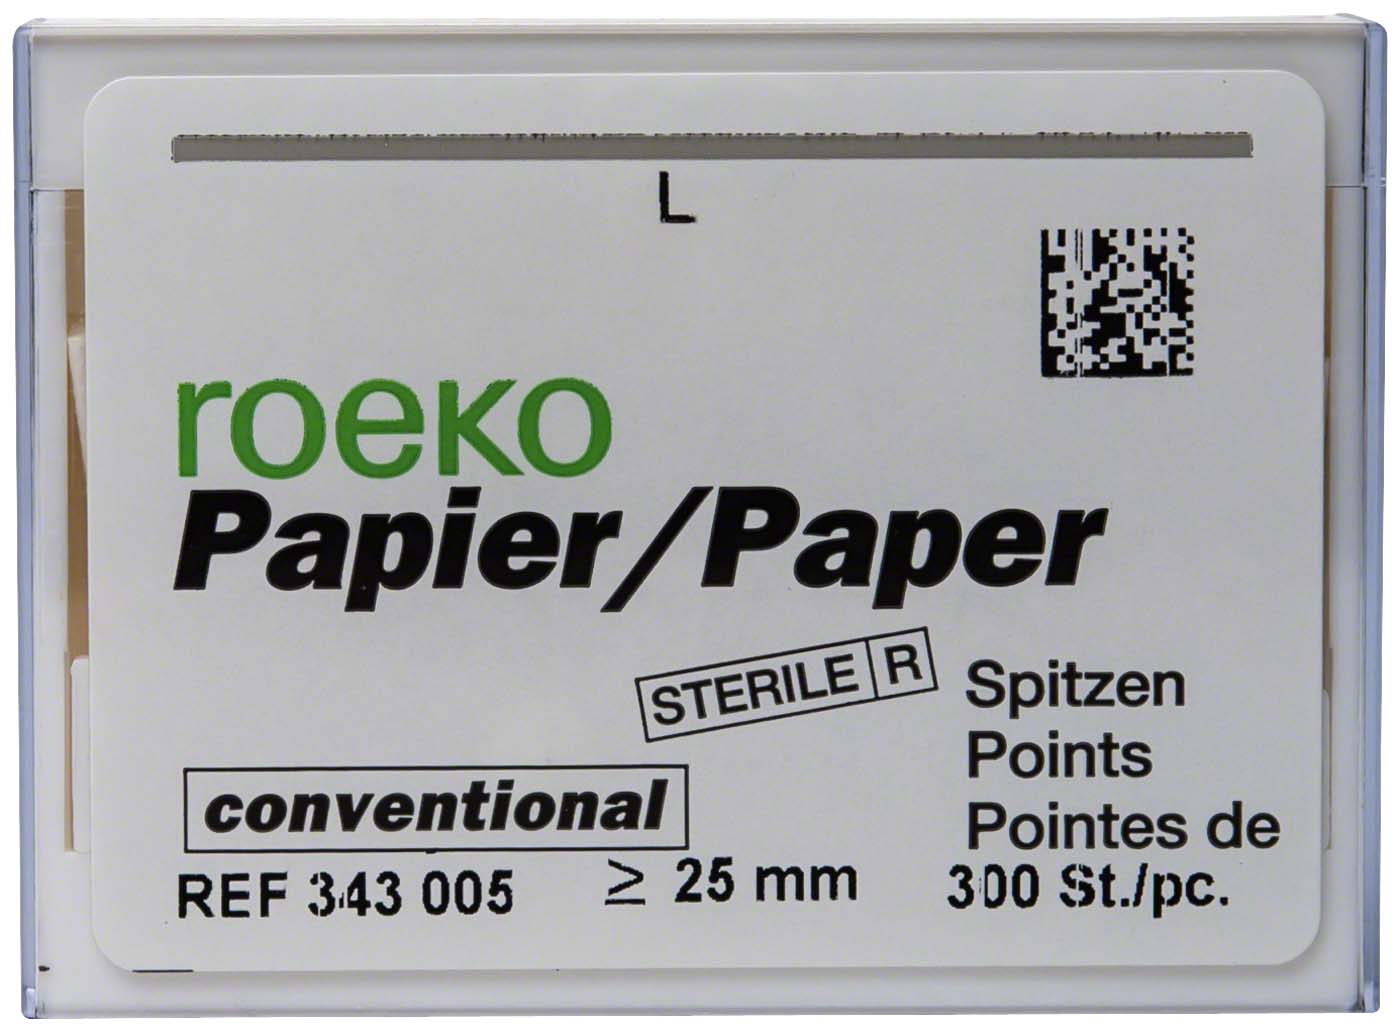 L
roeko
Papier/Paper
STERILE R
Spitzen
Points
Pointes de
conventional
REF 343 005 ≥ 25 mm 300 St./pc.